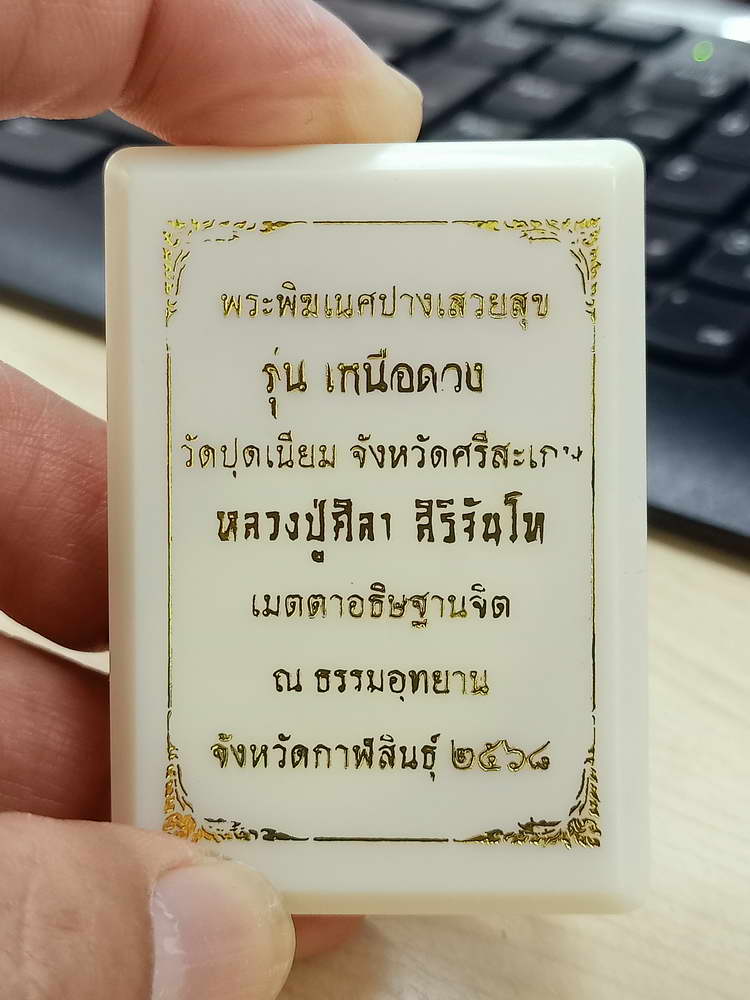 พระพิฆเนศปางเสวยสุข
รุ่น เหนือดวง
วัดปุดเนียม จังหวัดศรีสะเกษ
หลวงปู่ศิลา สิริจันโท
เมตตาอธิษฐานจิต
ณ ธรรมอุทยาน
จังหวัดกาฬสินธุ์ ๒๕๖๘